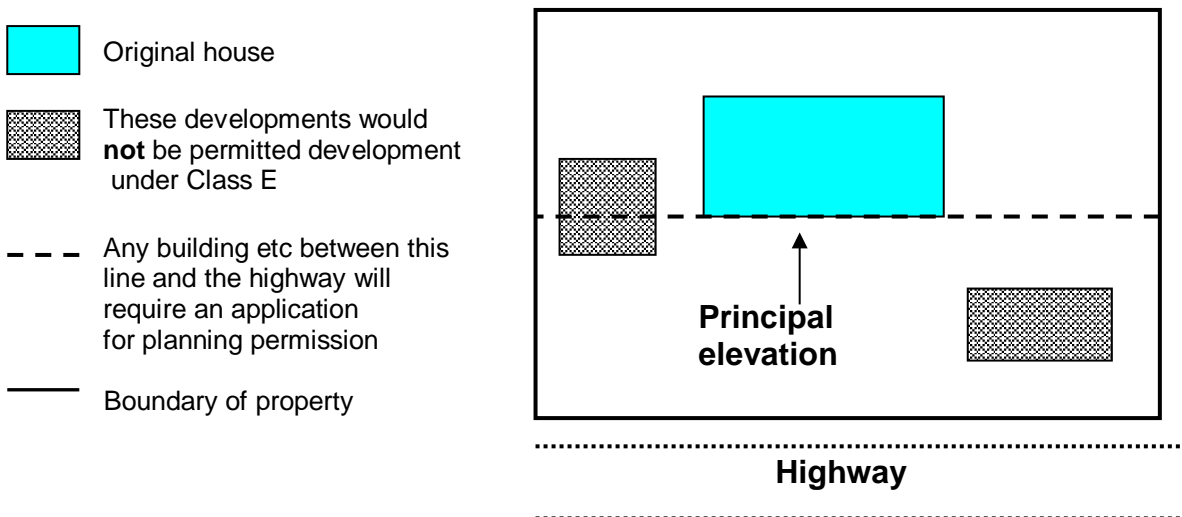 Original house
These developments would
not be permitted development
under Class E
Any building etc between this
line and the highway will
require an application
for planning permission
Boundary of property
Principal
elevation
Highway